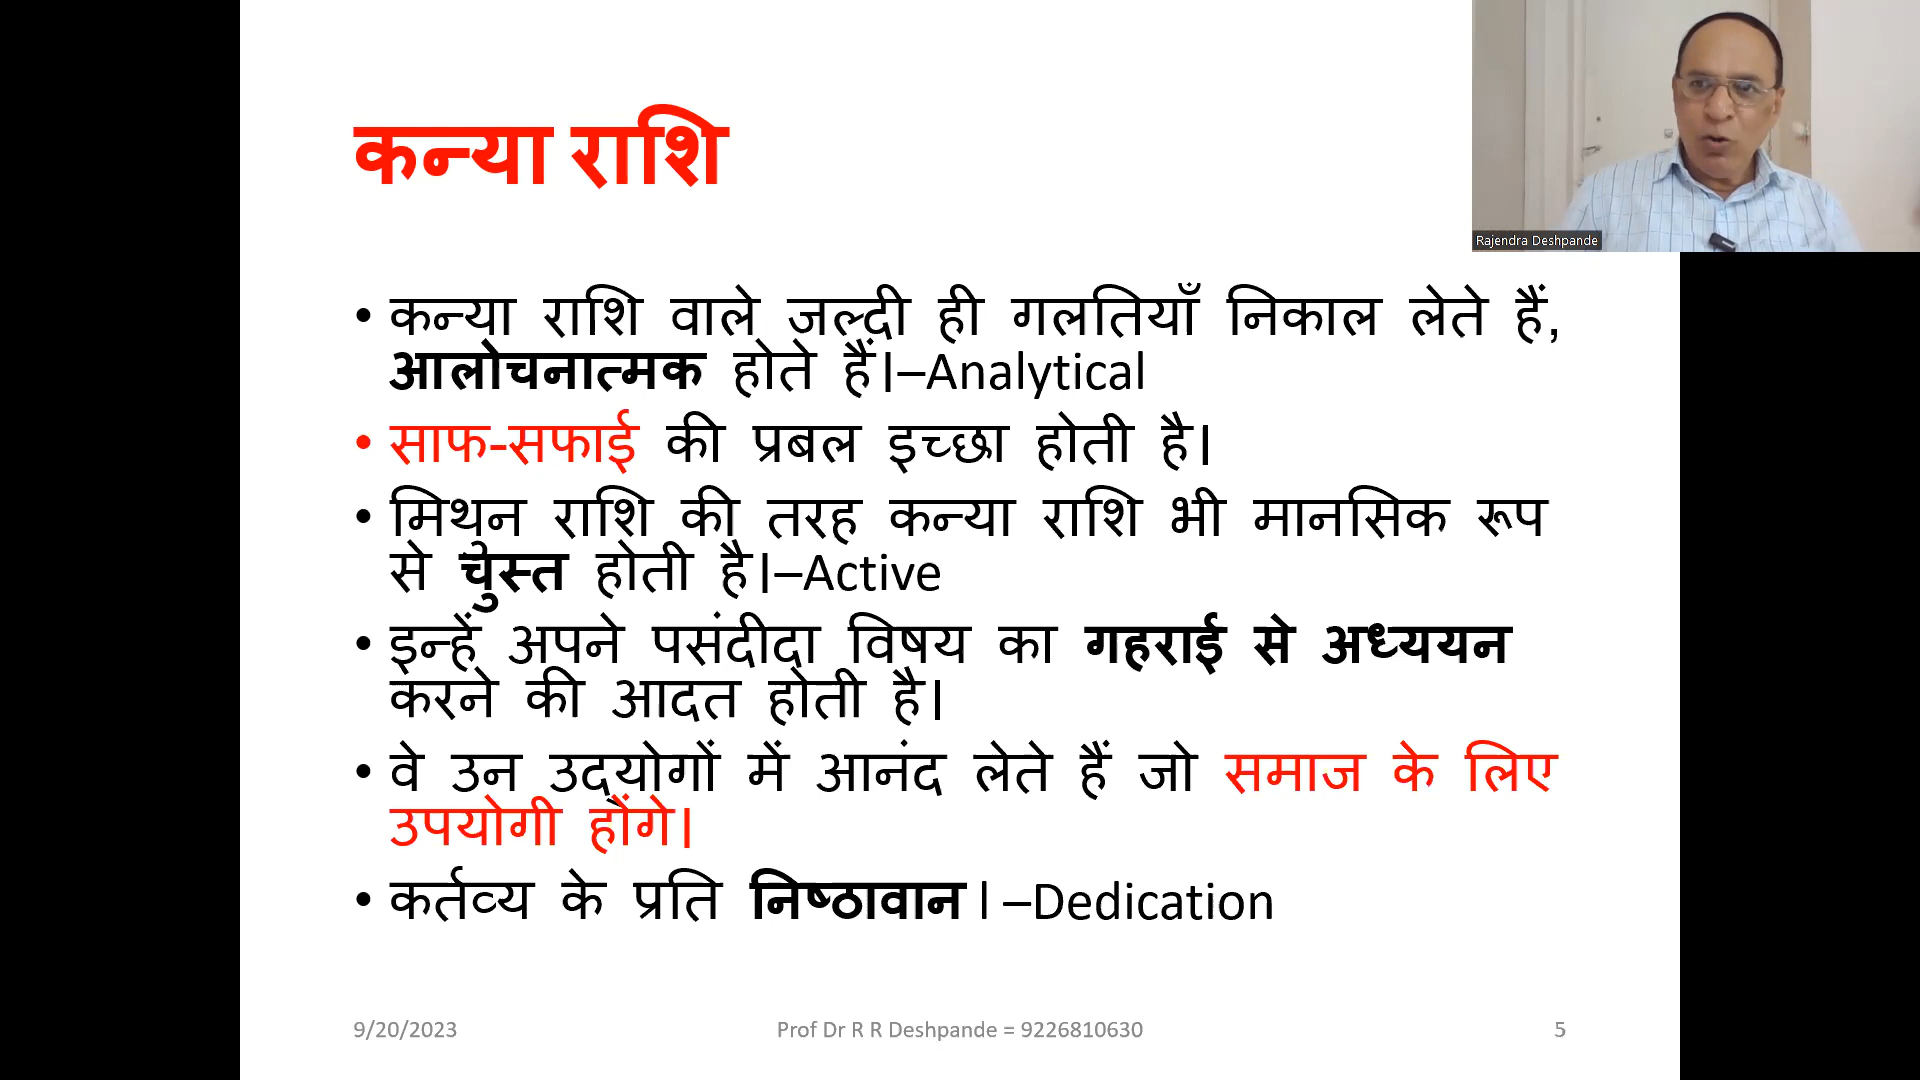 कन्या राशि
Rajendra Deshpande
• कन्या राशि वाले जल्दी ही गलतियाँ निकाल लेते हैं,
आलोचनात्मक होते हैं।–Analytical
• साफ-सफाई की प्रबल इच्छा होती है।
• मिथुन राशि की तरह कन्या राशि भी मानसिक रूप
से चुस्त होती है।–Active
• इन्हें अपने पसंदीदा विषय का गहराई से अध्ययन
करने की आदत होती है।
• वे उन उद्योगों में आनंद लेते हैं जो समाज के लिए
उपयोगी होंगे।
• कर्तव्य के प्रति निष्ठावान । –Dedication
9/20/2023
Prof Dr R R Deshpande = 9226810630
5